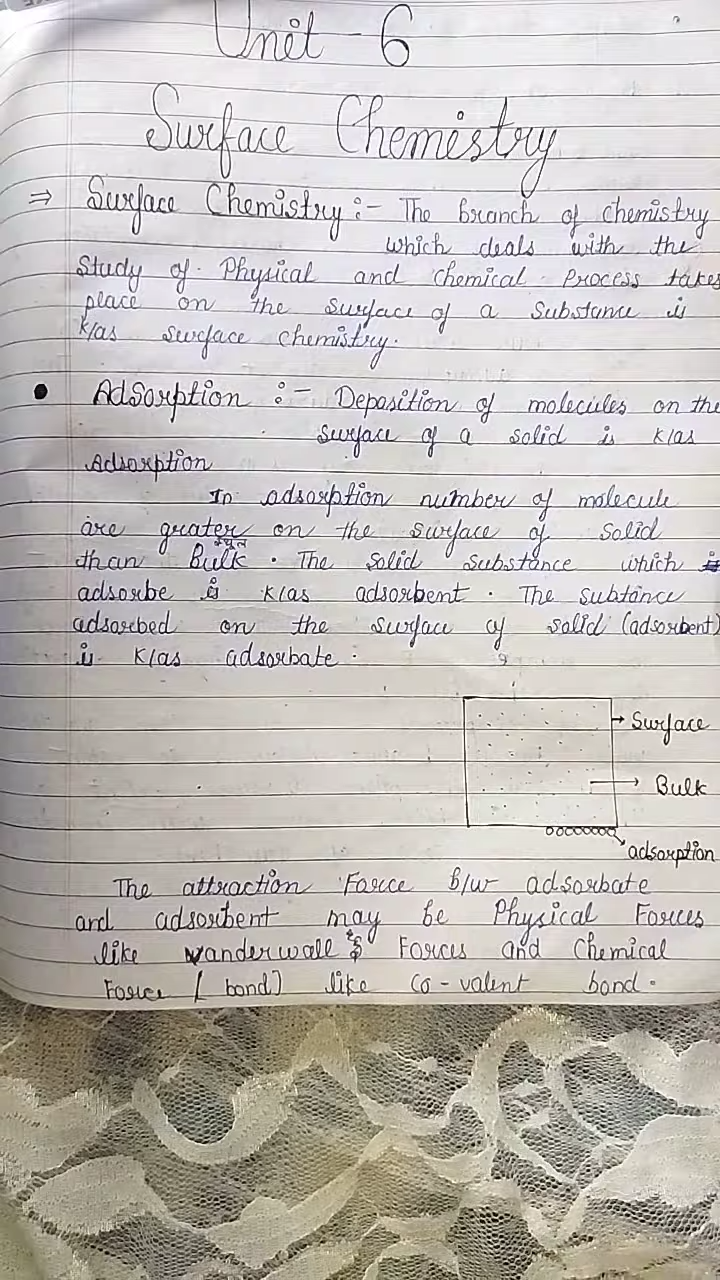 Unit - 6
Surface Chemistry
⇒ Surface Chemistry :- The branch of chemistry
which deals with the
Study of Physical and chemical Process takes
place on the surface of a substance is
k/as surface chemistry.
• Adsorption :- Deposition of molecules on the
surface of a solid is k/as
Adsorption
In adsorption number of molecule
are greater on the surface of solid
than Bulk . The solid substance which is
adsorbe is k/as adsorbent . The subtance
adsorbed on the surface of solid (adsorbent)
is k/as adsorbate .
→ Surface
→ Bulk
adsorption
The attraction Force b/w adsorbate
and adsorbent may be Physical Forces
like wanderwall's Forces and chemical
Force [ bond] like co-valent bond.